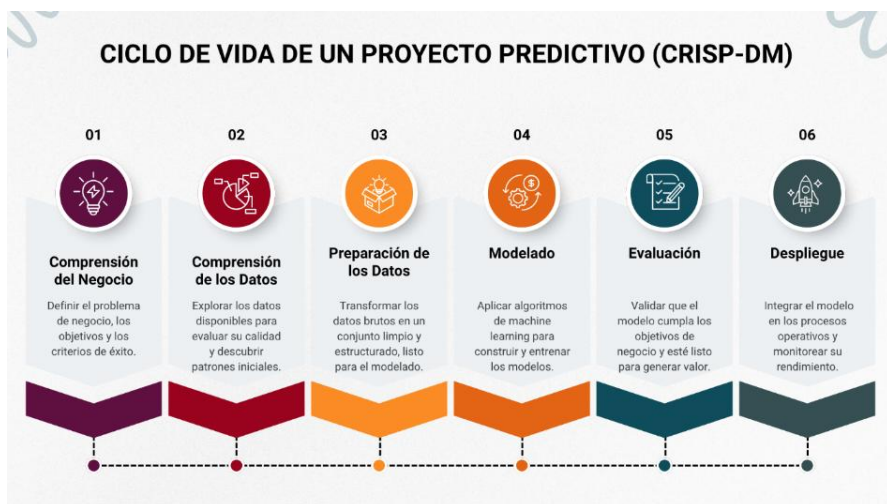 CICLO DE VIDA DE UN PROYECTO PREDICTIVO (CRISP-DM)
01
Comprensión
del Negocio
Definir el problema
de negocio, los
objetivos y los
criterios de éxito.
02
Comprensión
de los Datos
Explorar los datos
disponibles para
evaluar su calidad
y descubrir
patrones iniciales.
03
Preparación de
los Datos
Transformar los
datos brutos en un
conjunto limpio y
estructurado, listo
para el modelado.
04
Modelado
Aplicar algoritmos
de machine
learning para
construir y entrenar
los modelos.
05
Evaluación
Validar que el
modelo cumpla los
objetivos de
negocio y esté listo
para generar valor.
06
Despliegue
Integrar el modelo
en los procesos
operativos y
monitorear su
rendimiento.